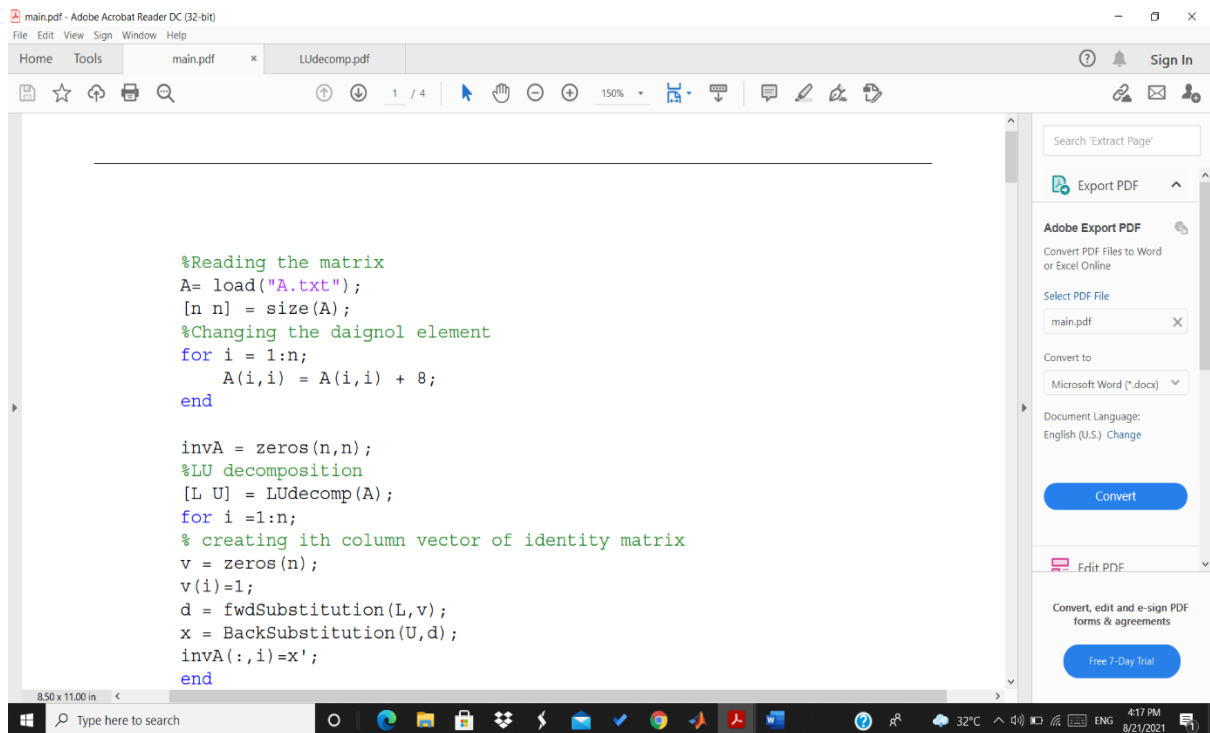 main.pdf - Adobe Acrobat Reader DC (32-bit)
File Edit View Sign Window Help
Home Tools main.pdf × LUdecomp.pdf Sign In
1 / 4 150%
Search 'Extract Page'
Export PDF
Adobe Export PDF
Convert PDF Files to Word
or Excel Online
Select PDF File
main.pdf
Convert to
Microsoft Word (*.docx)
Document Language:
English (U.S.) Change
Convert
Edit PDF
Convert, edit and e-sign PDF
forms & agreements
Free 7-Day Trial
%Reading the matrix
A= load("A.txt");
[n n] = size(A);
%Changing the daignol element
for i = 1:n;
A(i,i) = A(i,i) + 8;
end
invA = zeros(n,n);
%LU decomposition
[L U] = LUdecomp(A);
for i =1:n;
% creating ith column vector of identity matrix
v = zeros(n);
v(i)=1;
d = fwdSubstitution(L,v);
x = BackSubstitution(U,d);
invA(:,i)=x';
end
8.50 x 11.00 in
Type here to search
32°C ENG 4:17 PM
8/21/2021